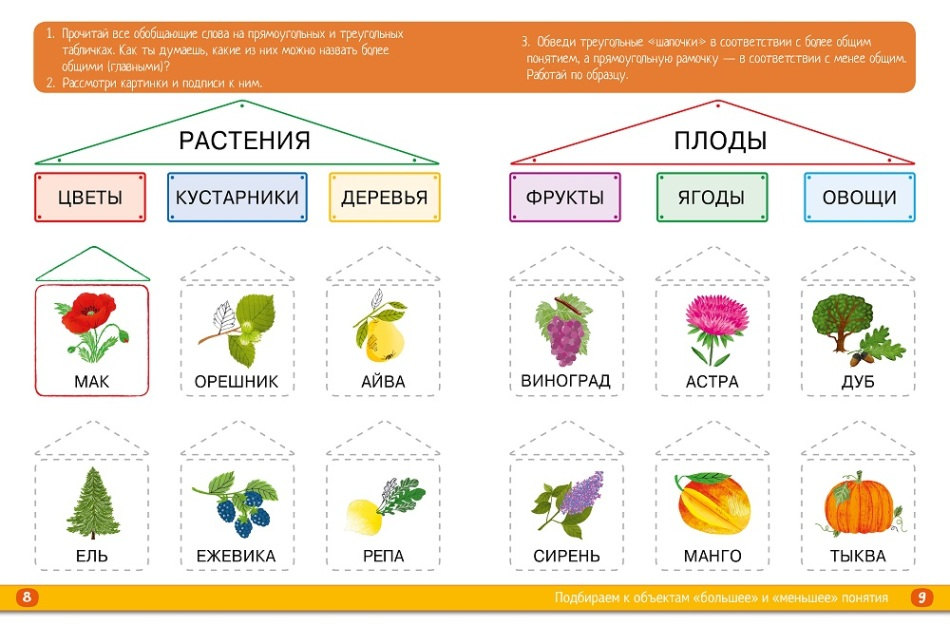 1. Прочитай все обобщающие слова на прямоугольных и треугольных
табличках. Как ты думаешь, какие из них можно назвать более
общими (главными)?
2. Рассмотри картинки и подписи к ним.
3. Обведи треугольные «шапочки» в соответствии с более общим
понятием, а прямоугольную рамочку — в соответствии с менее общим.
Работай по образцу.
РАСТЕНИЯ
ПЛОДЫ
ЦВЕТЫ
КУСТАРНИКИ
ДЕРЕВЬЯ
ФРУКТЫ
ЯГОДЫ
ОВОЩИ
МАК
ОРЕШНИК
АЙВА
ВИНОГРАД
АСТРА
ДУБ
ЕЛЬ
ЕЖЕВИКА
РЕПА
СИРЕНЬ
МАНГО
ТЫКВА
8
Подбираем к объектам «большее» и «меньшее» понятия
9